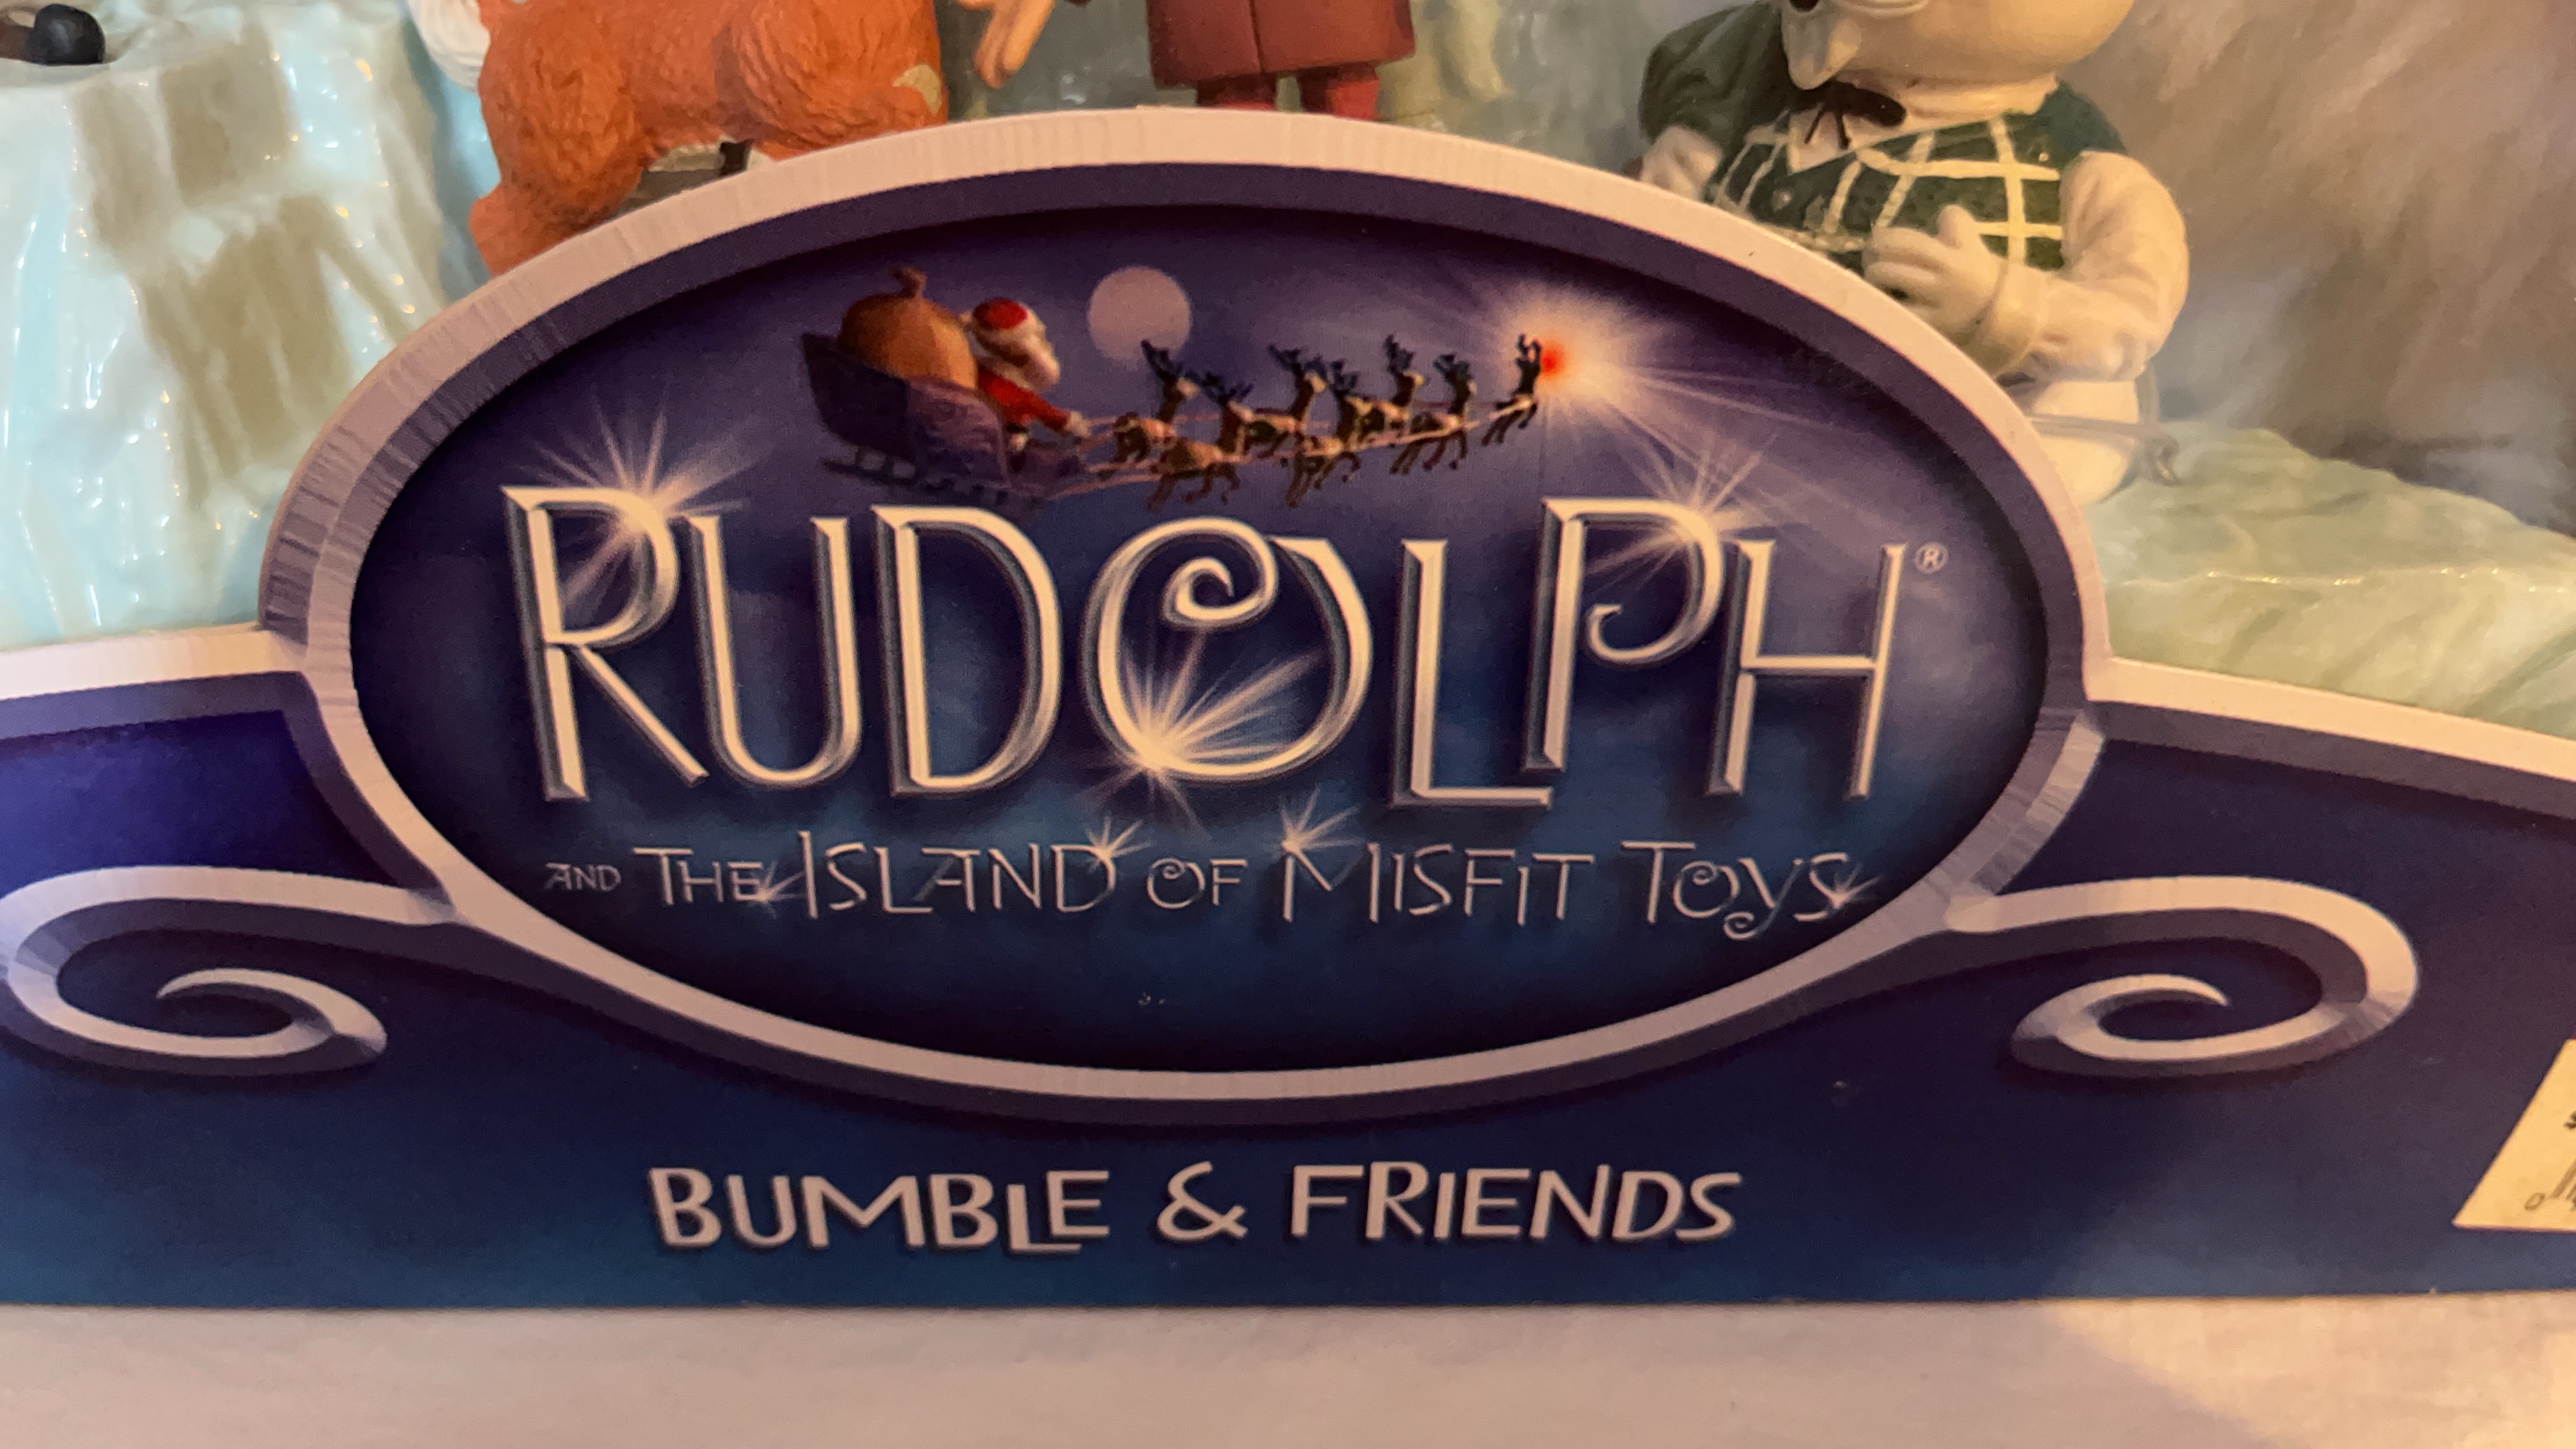 RUDOLPH®
AND THE ISLAND OF MISFIT TOYS
BUMBLE & FRIENDS